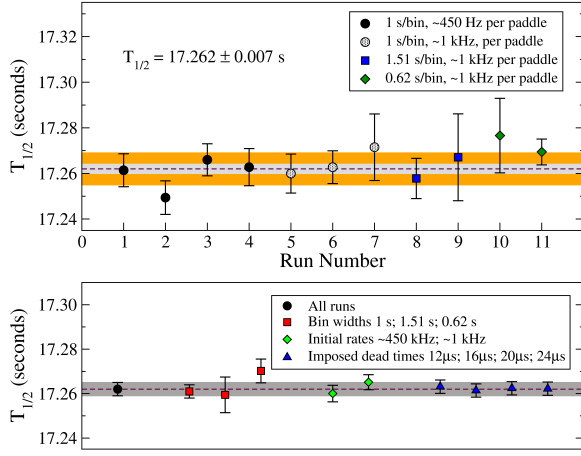 17.32
17.30
17.28
17.26
17.24
T1/2 (seconds)
T1/2 = 17.262 ± 0.007 s
1 s/bin, ~450 Hz per paddle
1 s/bin, ~1 kHz, per paddle
1.51 s/bin, ~1 kHz per paddle
0.62 s/bin, ~1 kHz per paddle
0 1 2 3 4 5 6 7 8 9 10 11
Run Number
17.30
17.28
17.26
17.24
T1/2 (seconds)
All runs
Bin widths 1 s; 1.51 s; 0.62 s
Initial rates ~450 kHz; ~1 kHz
Imposed dead times 12μs; 16μs; 20μs; 24μs